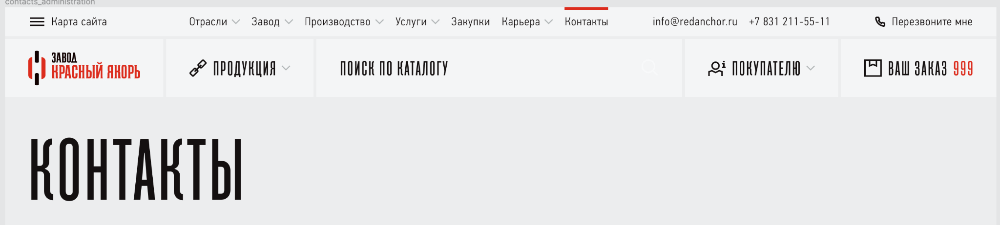 contacts_administration
Карта сайта Отрасли Завод Производство Услуги Закупки Карьера Контакты info@redanchor.ru +7 831 211-55-11 Перезвоните мне
ЗАВОД
КРАСНЫЙ ЯКОРЬ
ПРОДУКЦИЯ ПОИСК ПО КАТАЛОГУ ПОКУПАТЕЛЮ ВАШ ЗАКАЗ 999
КОНТАКТЫ